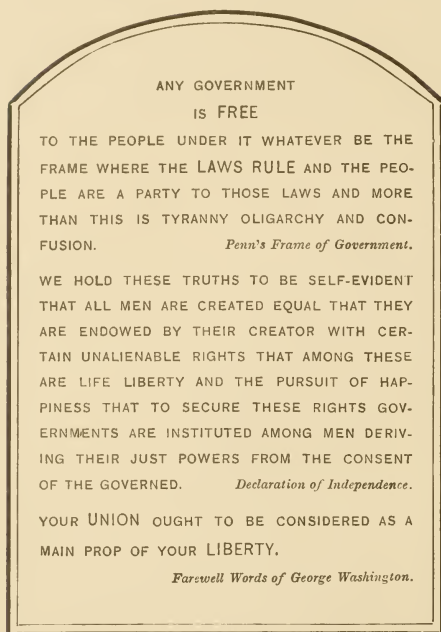 ANY GOVERNMENT
IS FREE
TO THE PEOPLE UNDER IT WHATEVER BE THE
FRAME WHERE THE LAWS RULE AND THE PEO-
PLE ARE A PARTY TO THOSE LAWS AND MORE
THAN THIS IS TYRANNY OLIGARCHY AND CON-
FUSION. Penn's Frame of Government.
WE HOLD THESE TRUTHS TO BE SELF-EVIDENT
THAT ALL MEN ARE CREATED EQUAL THAT THEY
ARE ENDOWED BY THEIR CREATOR WITH CER-
TAIN UNALIENABLE RIGHTS THAT AMONG THESE
ARE LIFE LIBERTY AND THE PURSUIT OF HAP-
PINESS THAT TO SECURE THESE RIGHTS GOV-
ERNMENTS ARE INSTITUTED AMONG MEN DERIV-
ING THEIR JUST POWERS FROM THE CONSENT
OF THE GOVERNED. Declaration of Independence.
YOUR UNION OUGHT TO BE CONSIDERED AS A
MAIN PROP OF YOUR LIBERTY.
Farewell Words of George Washington.